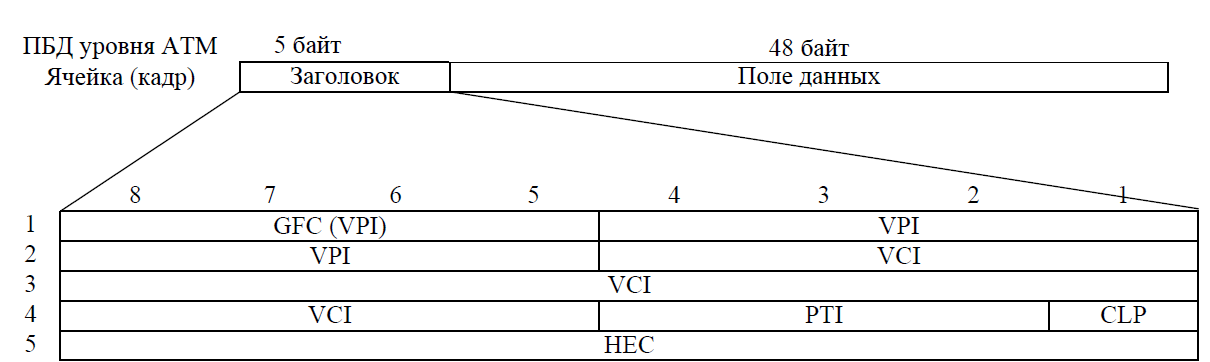 ПБД уровня АТМ 5 байт 48 байт
Ячейка (кадр) Заголовок Поле данных
8 7 6 5 4 3 2 1
1 GFC (VPI) VPI
2 VPI VCI
3 VCI
4 VCI PTI CLP
5 HEC